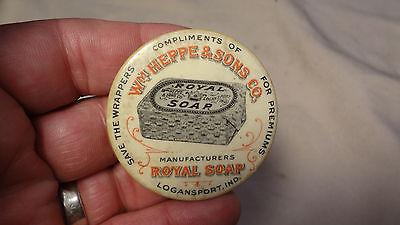 SAVE THE WRAPPERS
COMPLIMENTS OF
FOR PREMIUMS
WM HEPPE & SONS CO.
ROYAL
SOAP
MANUFACTURERS
ROYAL SOAP
LOGANSPORT, IND.